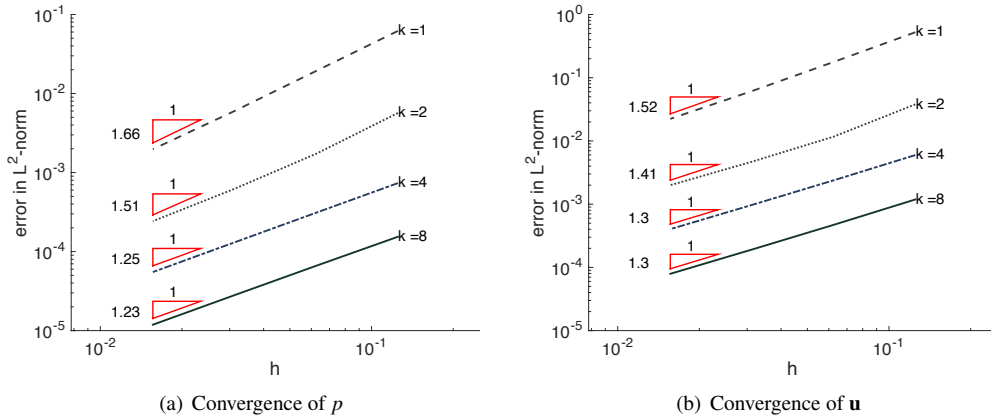 10^-1
10^-2
10^-3
10^-4
10^-5
error in L^2-norm
k =1
k =2
k =4
k =8
1
1.66
1
1.51
1
1.25
1
1.23
10^-2
10^-1
h
(a) Convergence of p
10^0
10^-1
10^-2
10^-3
10^-4
10^-5
error in L^2-norm
k =1
k =2
k =4
k =8
1
1.52
1
1.41
1
1.3
1
1.3
10^-2
10^-1
h
(b) Convergence of u